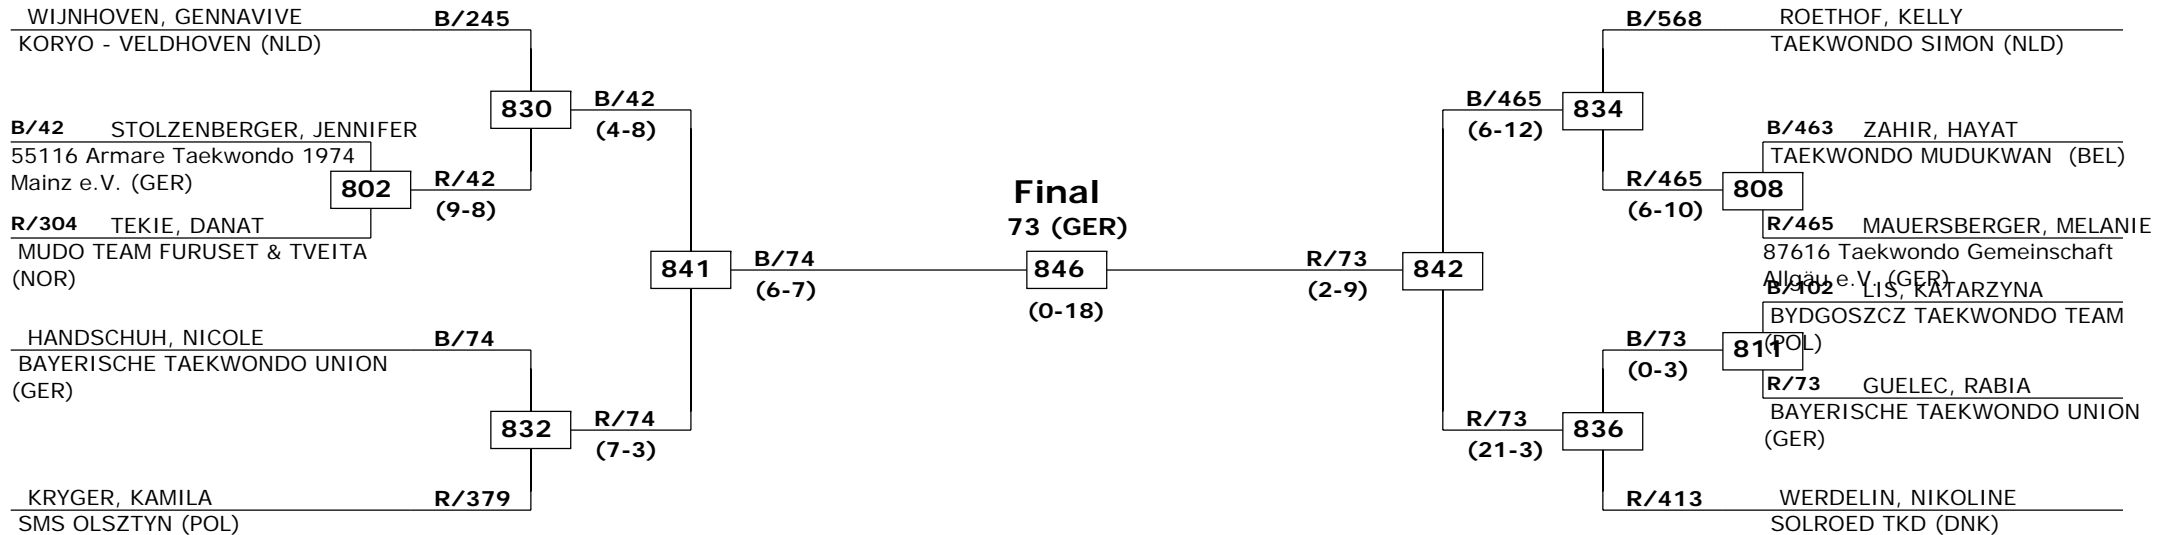 WIJNHOVEN, GENNAVIVE B/245
KORYO - VELDHOVEN (NLD)
830
B/42
(4-8)
B/42 STOLZENBERGER, JENNIFER
55116 Armare Taekwondo 1974
Mainz e.V. (GER)
802
R/42
(9-8)
R/304 TEKIE, DANAT
MUDO TEAM FURUSET & TVEITA
(NOR)
841
B/74
(6-7)
HANDSCHUH, NICOLE B/74
BAYERISCHE TAEKWONDO UNION
(GER)
832
R/74
(7-3)
KRYGER, KAMILA R/379
SMS OLSZTYN (POL)
Final
73 (GER)
846
(0-18)
B/568 ROETHOF, KELLY
TAEKWONDO SIMON (NLD)
B/465
(6-12)
834
B/463 ZAHIR, HAYAT
TAEKWONDO MUDUKWAN (BEL)
R/465
(6-10)
808
R/465 MAUERSBERGER, MELANIE
87616 Taekwondo Gemeinschaft
Allgäu e.V. (GER)
R/73
(2-9)
842
B/102 LIS, KATARZYNA
BYDGOSZCZ TAEKWONDO TEAM
(POL)
B/73
(0-3)
811
R/73 GUELEC, RABIA
BAYERISCHE TAEKWONDO UNION
(GER)
R/73
(21-3)
836
R/413 WERDELIN, NIKOLINE
SOLROED TKD (DNK)